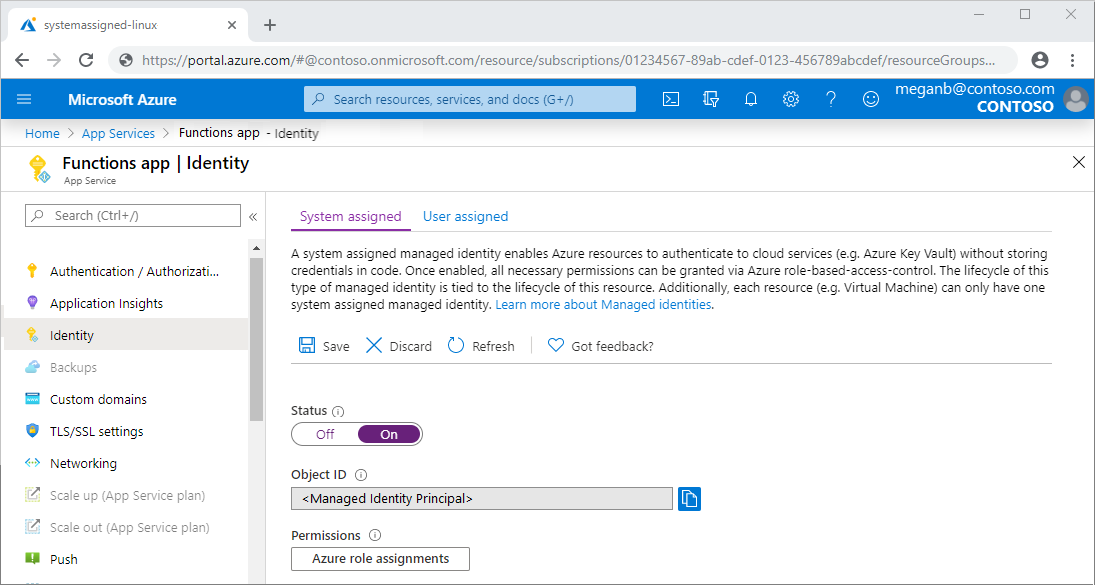 systemassigned-linux
https://portal.azure.com/#@contoso.onmicrosoft.com/resource/subscriptions/01234567-89ab-cdef-0123-456789abcdef/resourceGroups...
Microsoft Azure
Search resources, services, and docs (G+/)
meganb@contoso.com
CONTOSO
Home > App Services > Functions app - Identity
Functions app | Identity
App Service
Search (Ctrl+/)
«
Authentication / Authorizati...
Application Insights
Identity
Backups
Custom domains
TLS/SSL settings
Networking
Scale up (App Service plan)
Scale out (App Service plan)
Push
System assigned User assigned
A system assigned managed identity enables Azure resources to authenticate to cloud services (e.g. Azure Key Vault) without storing
credentials in code. Once enabled, all necessary permissions can be granted via Azure role-based-access-control. The lifecycle of this
type of managed identity is tied to the lifecycle of this resource. Additionally, each resource (e.g. Virtual Machine) can only have one
system assigned managed identity. Learn more about Managed identities.
Save Discard Refresh Got feedback?
Status
Off On
Object ID
<Managed Identity Principal>
Permissions
Azure role assignments